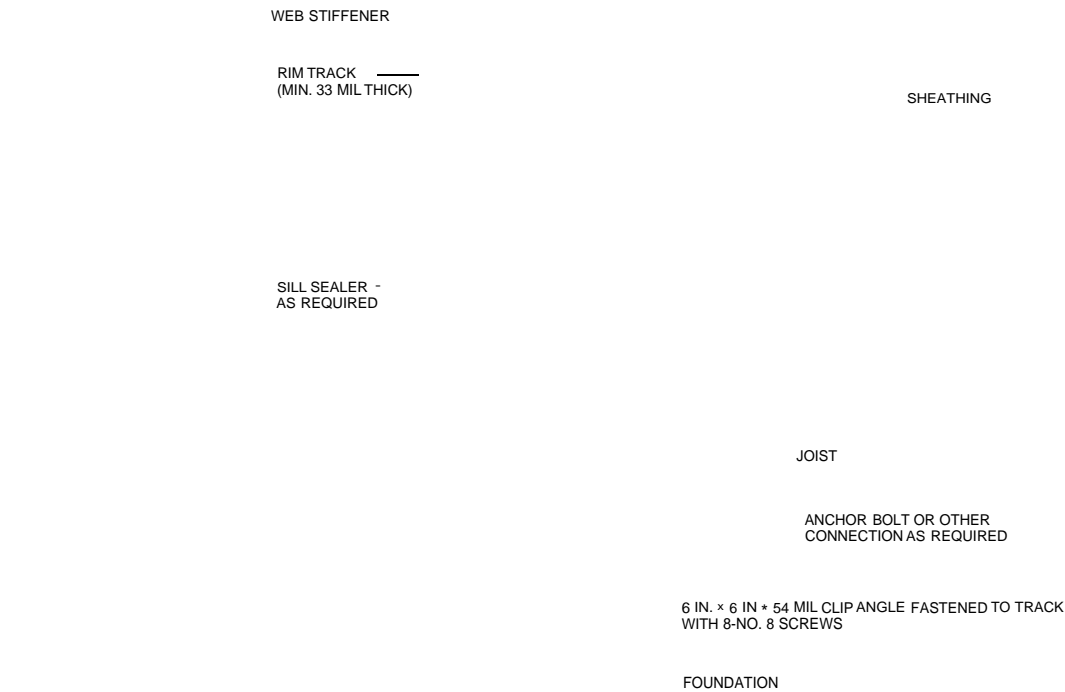 WEB STIFFENER
RIM TRACK
(MIN. 33 MIL THICK)
SHEATHING
SILL SEALER -
AS REQUIRED
JOIST
ANCHOR BOLT OR OTHER
CONNECTION AS REQUIRED
6 IN. × 6 IN * 54 MIL CLIP ANGLE FASTENED TO TRACK
WITH 8-NO. 8 SCREWS
FOUNDATION